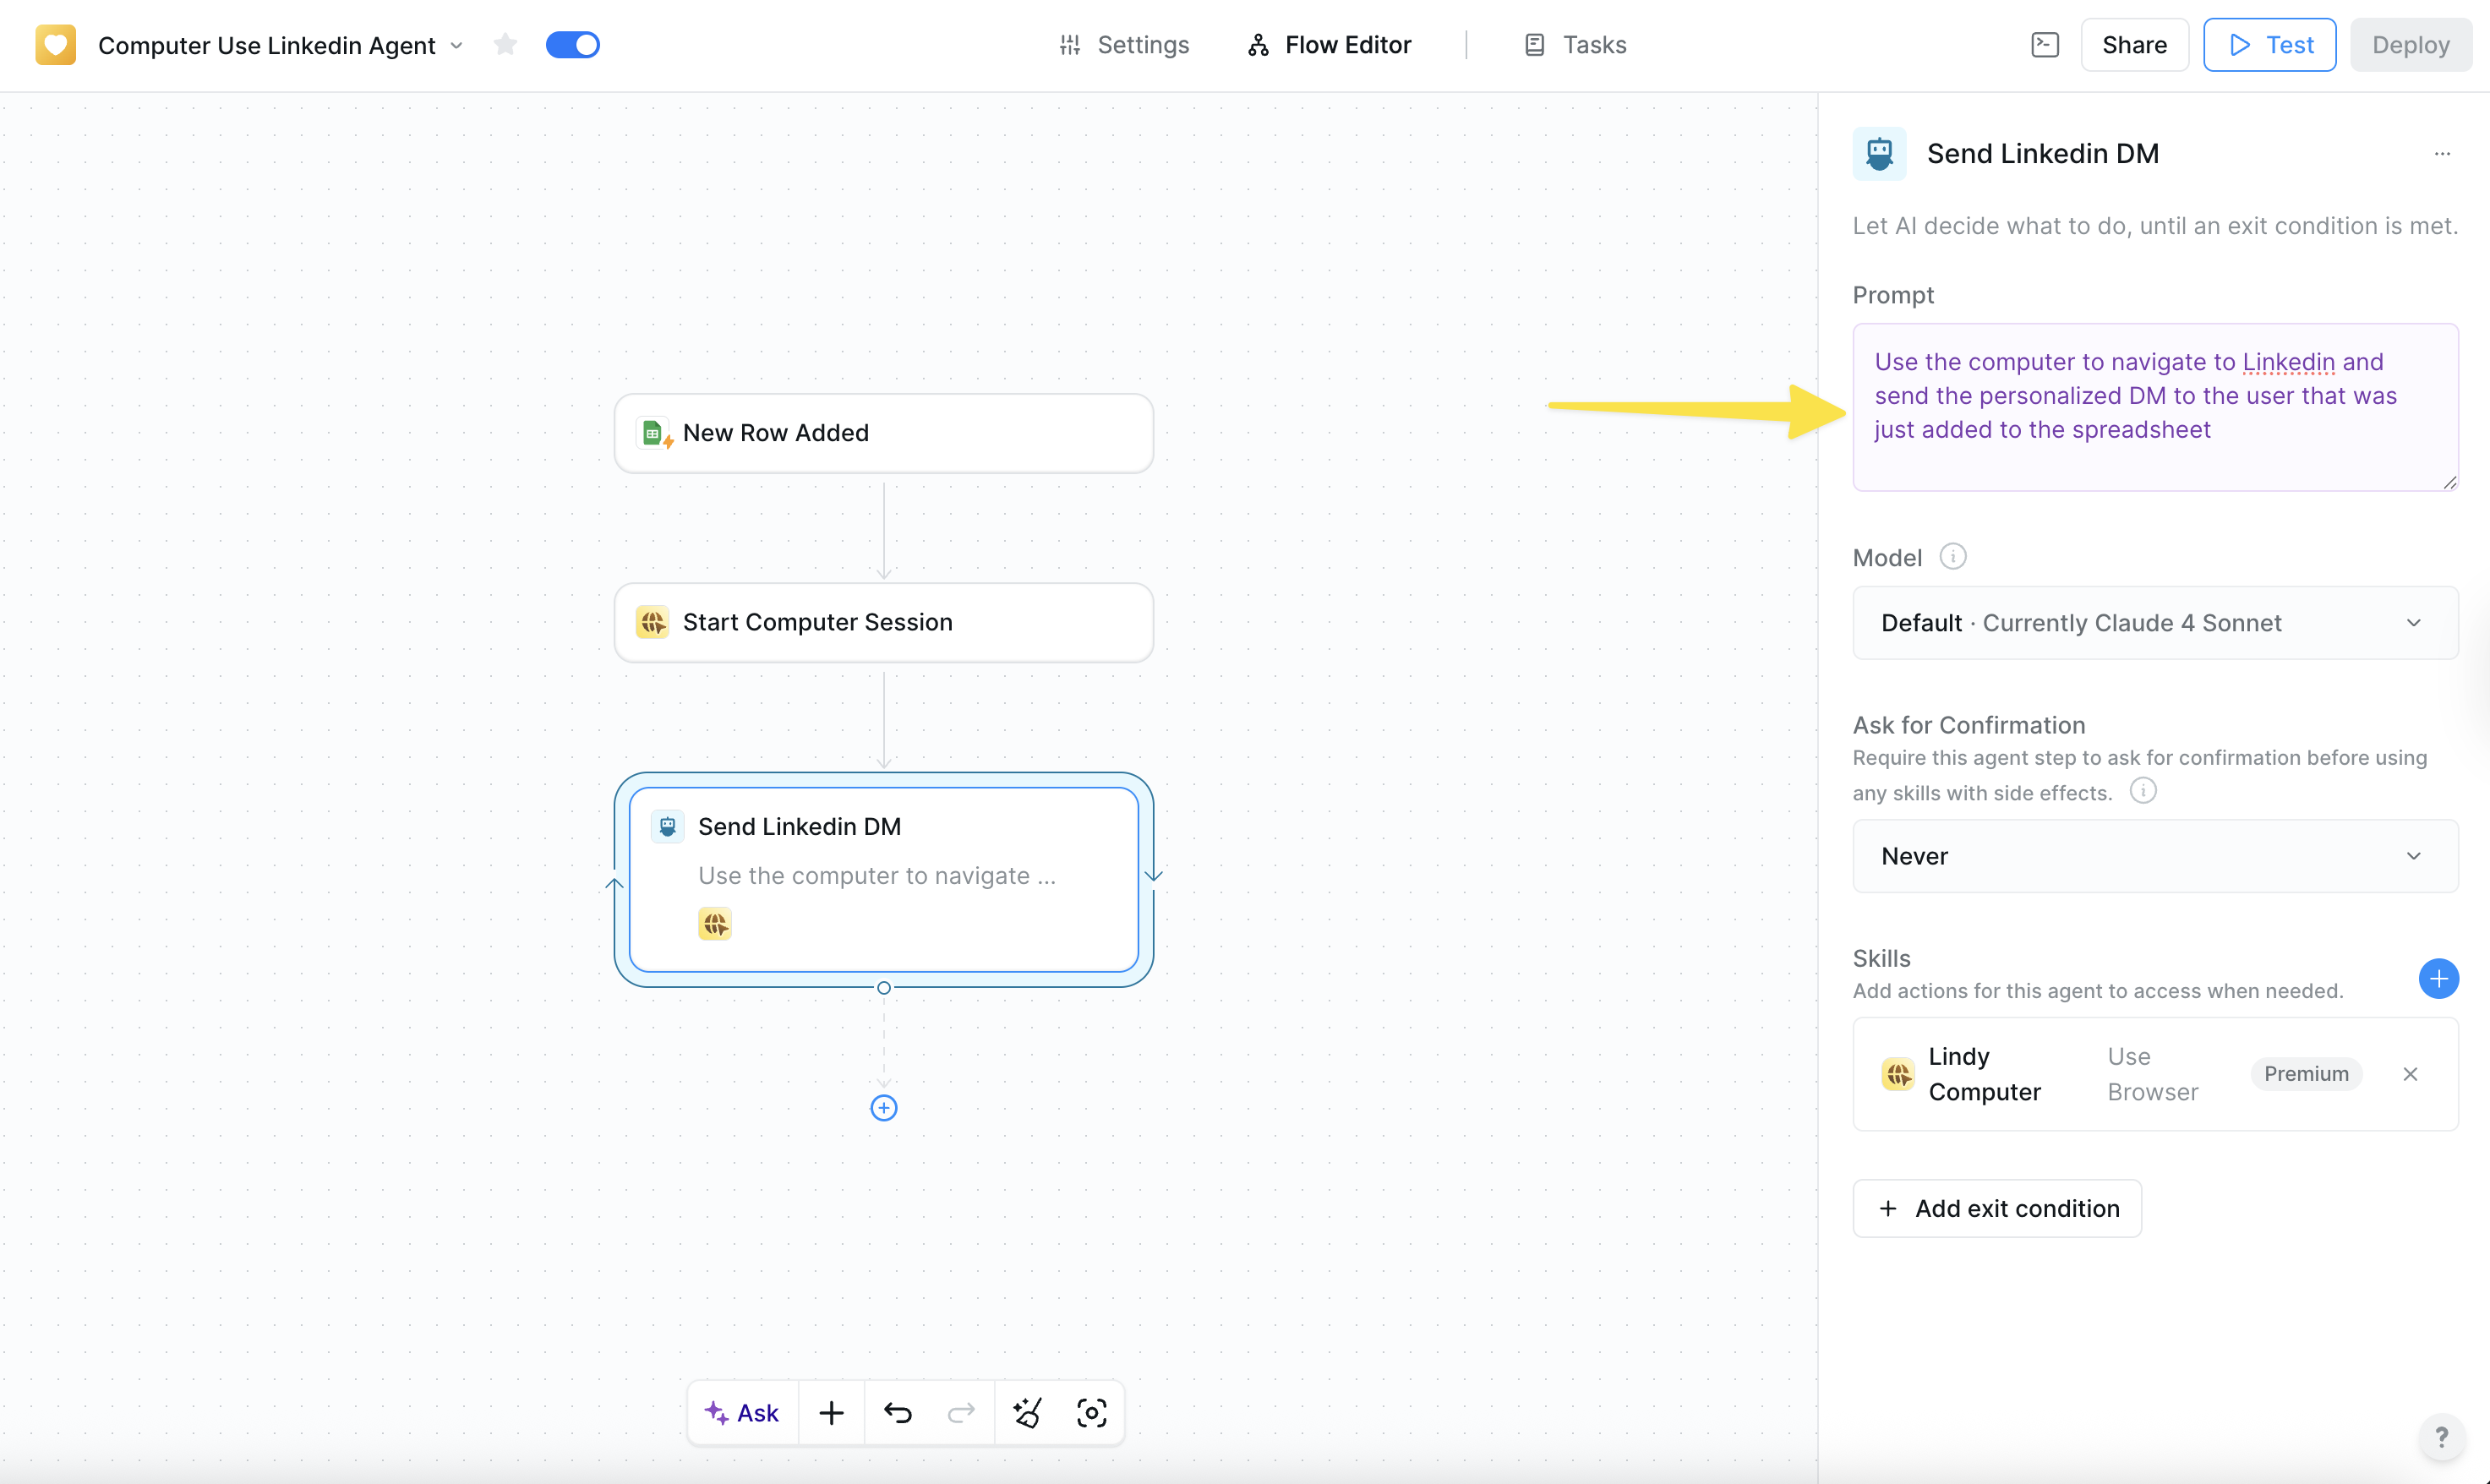 Computer Use Linkedin Agent
Settings
Flow Editor
Tasks
Share
Test
Deploy
New Row Added
Start Computer Session
Send Linkedin DM
Use the computer to navigate ...
Ask
Send Linkedin DM
Let AI decide what to do, until an exit condition is met.
Prompt
Use the computer to navigate to Linkedin and
send the personalized DM to the user that was
just added to the spreadsheet
Model
Default · Currently Claude 4 Sonnet
Ask for Confirmation
Require this agent step to ask for confirmation before using
any skills with side effects.
Never
Skills
Add actions for this agent to access when needed.
Lindy
Computer
Use
Browser
Premium
Add exit condition
?